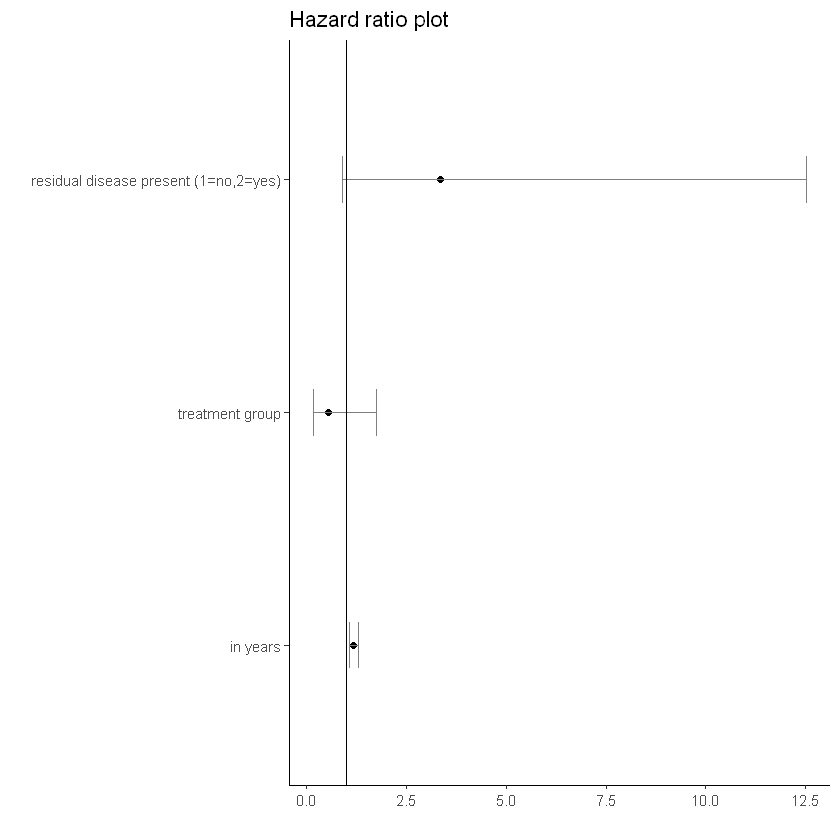 Hazard ratio plot
residual disease present (1=no,2=yes)
treatment group
in years
0.0 2.5 5.0 7.5 10.0 12.5